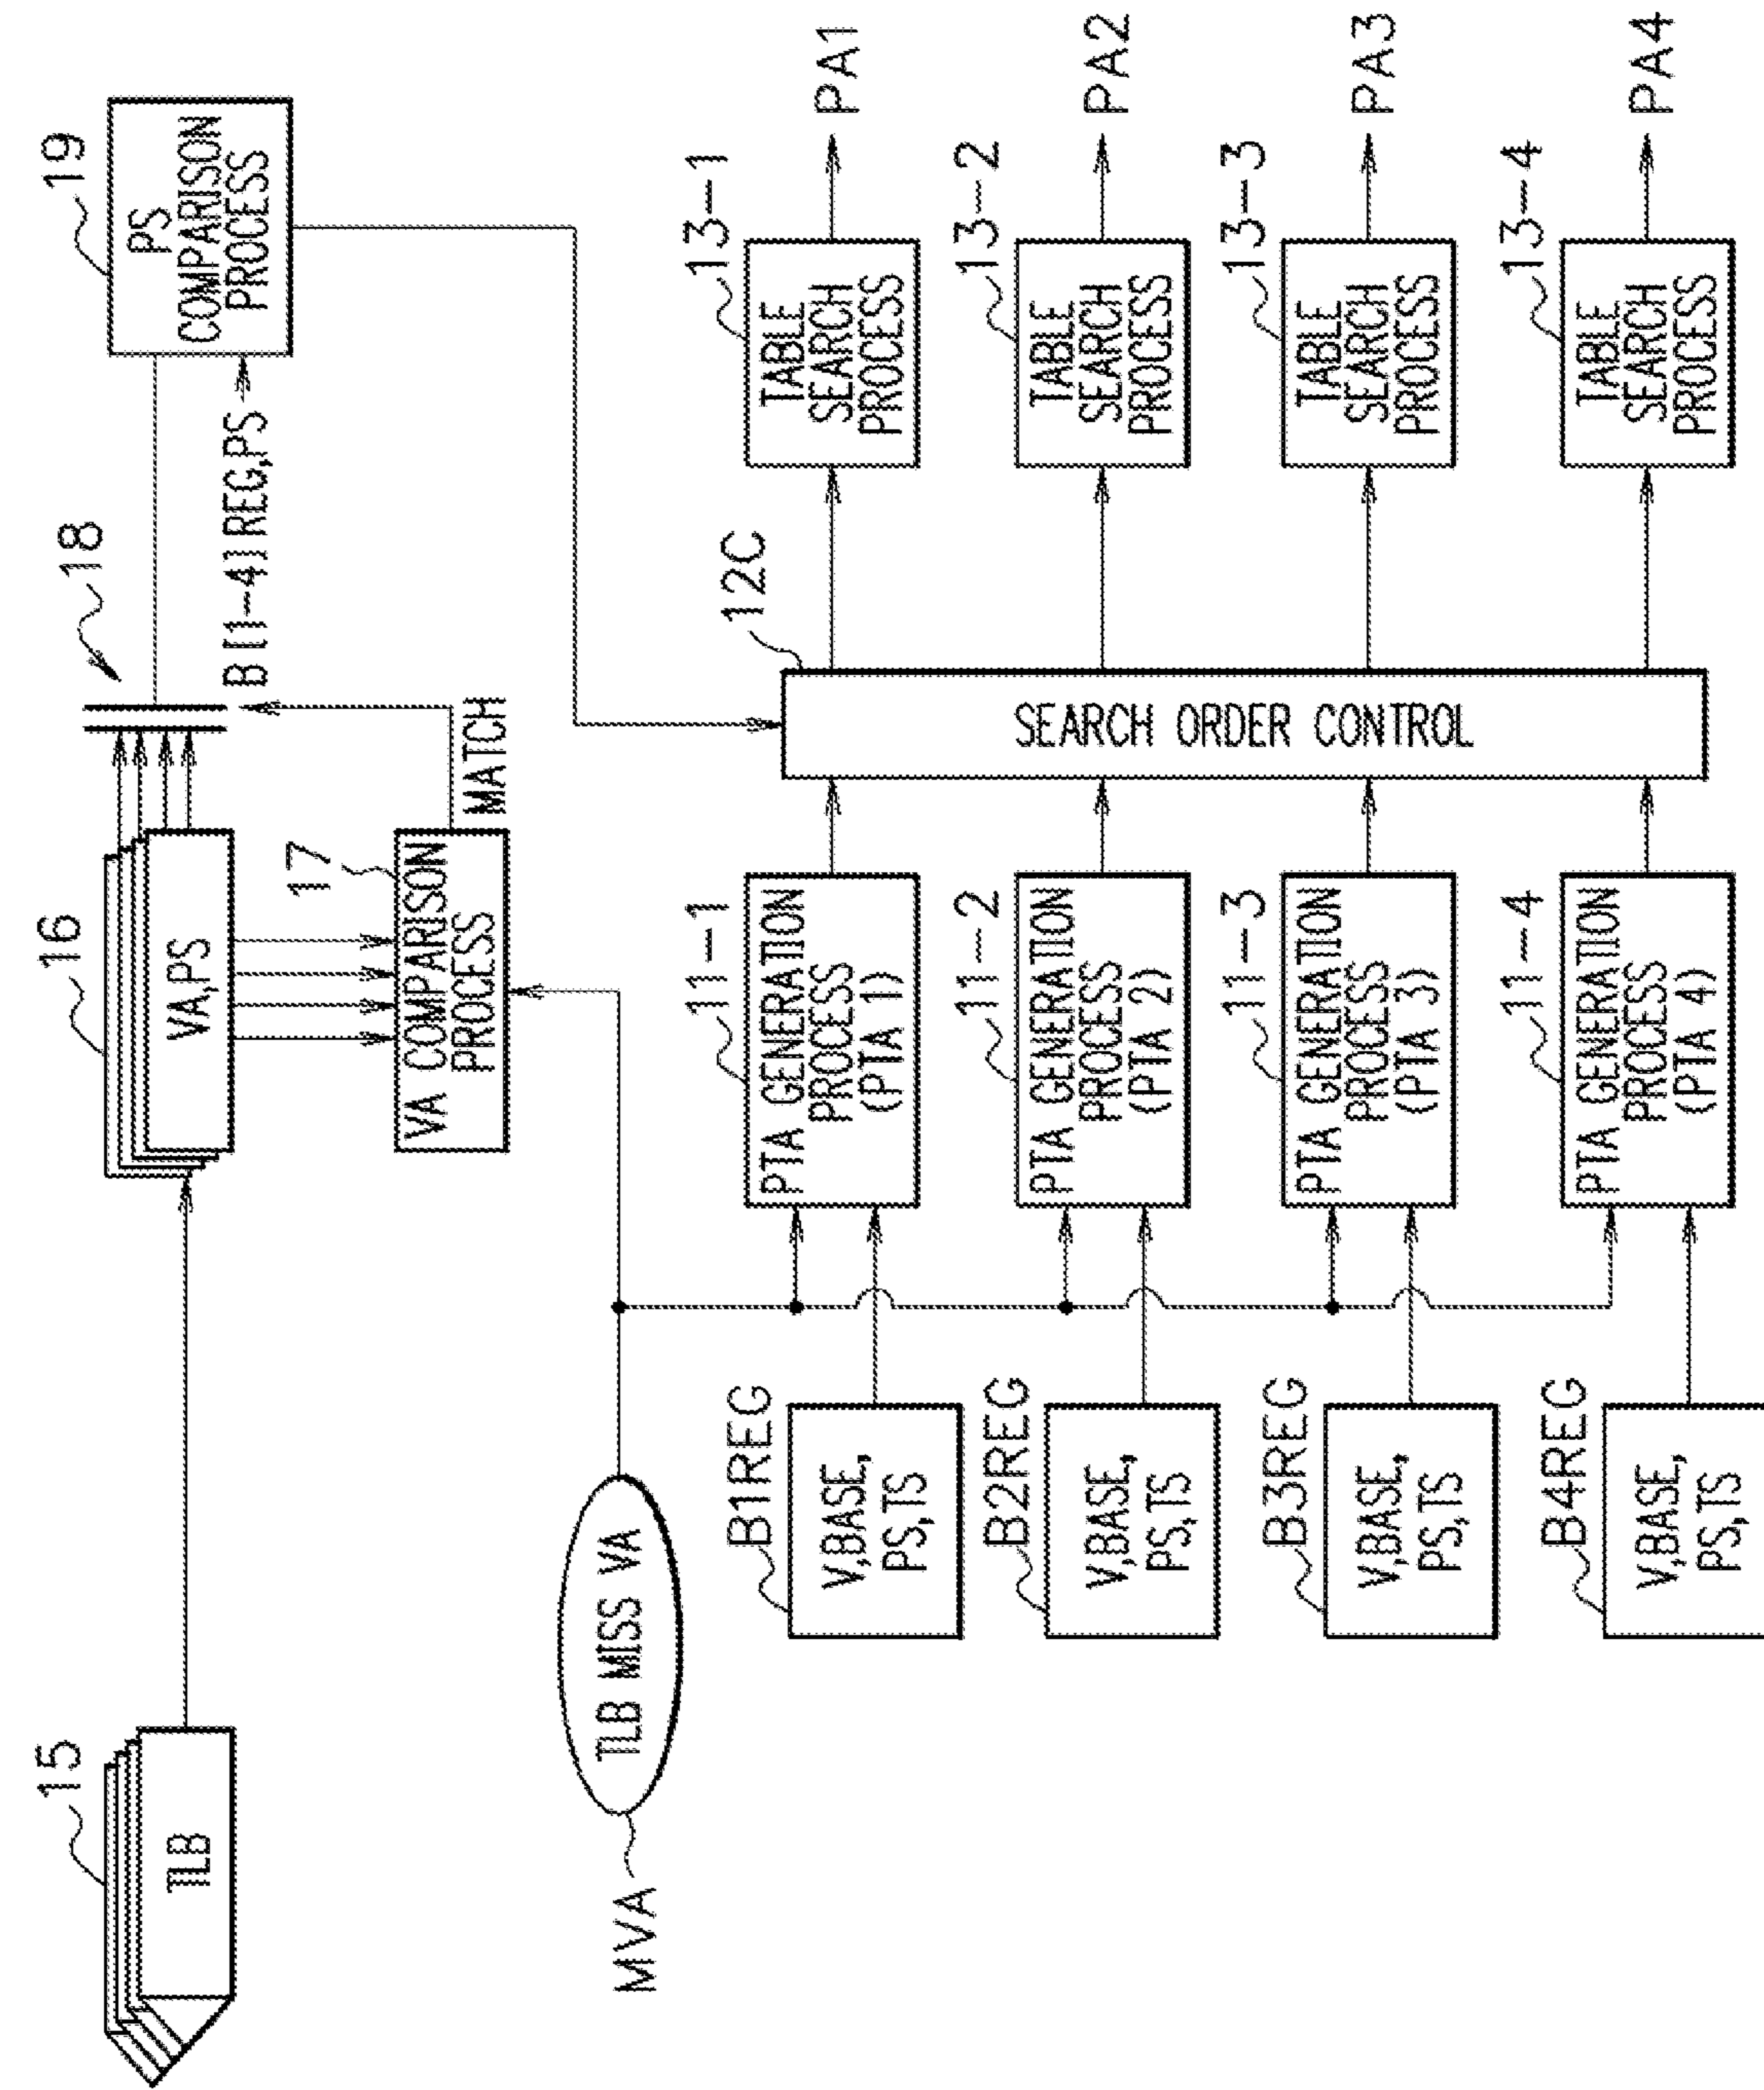 15
TLB
16
VA,PS
18
19
PS
COMPARISON
PROCESS
B[1-4]REG,PS
17
VA COMPARISON
PROCESS
MATCH
MVA
TLB MISS VA
12C
SEARCH ORDER CONTROL
B1REG
V,BASE,
PS,TS
11-1
PTA GENERATION
PROCESS
(PTA 1)
13-1
TABLE
SEARCH
PROCESS
PA1
B2REG
V,BASE,
PS,TS
11-2
PTA GENERATION
PROCESS
(PTA 2)
13-2
TABLE
SEARCH
PROCESS
PA2
B3REG
V,BASE,
PS,TS
11-3
PTA GENERATION
PROCESS
(PTA 3)
13-3
TABLE
SEARCH
PROCESS
PA3
B4REG
V,BASE,
PS,TS
11-4
PTA GENERATION
PROCESS
(PTA 4)
13-4
TABLE
SEARCH
PROCESS
PA4